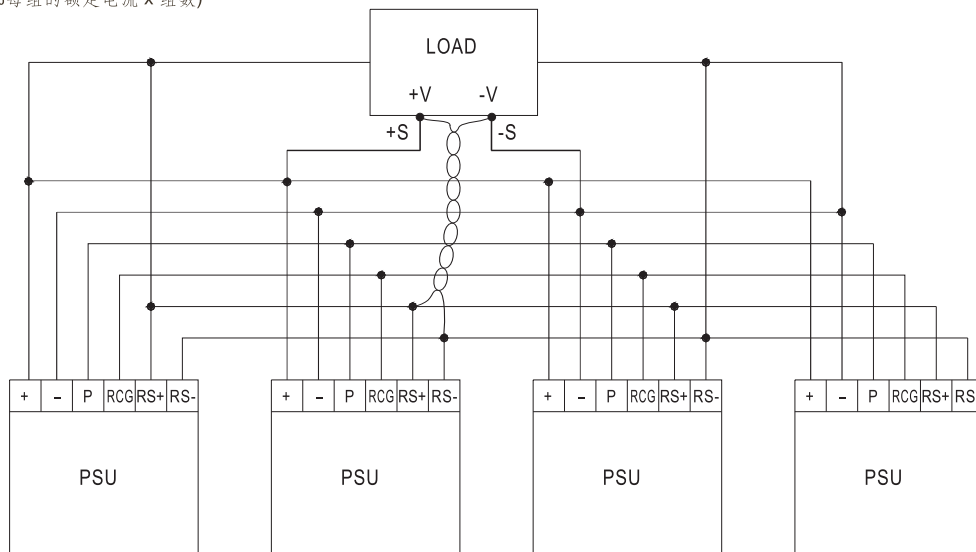 每组的额定电流 x 组数)
LOAD
+V -V
+S -S
+ - P RCG RS+ RS- + - P RCG RS+ RS- + - P RCG RS+ RS- + - P RCG RS+ RS
PSU PSU PSU PSU